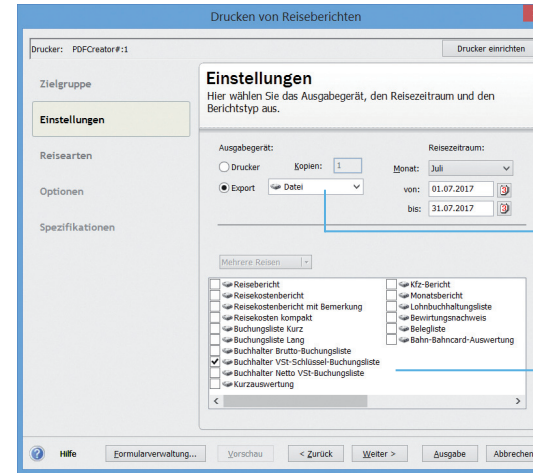 Drucken von Reiseberichten
Drucker: PDFCreator#:1
Drucker einrichten
Zielgruppe
Einstellungen
Reisearten
Optionen
Spezifikationen
Einstellungen
Hier wählen Sie das Ausgabegerät, den Reisezeitraum und den
Berichtstyp aus.
Ausgabegerät:
Reisezeitraum:
Drucker Kopien: 1
Monat: Juli
Export Datei
von: 01.07.2017
bis: 31.07.2017
Mehrere Reisen
Reisebericht
Reisekostenbericht
Reisekostenbericht mit Bemerkung
Reisekosten kompakt
Buchungsliste Kurz
Buchungsliste Lang
Buchhalter Brutto-Buchungsliste
Buchhalter VSt-Schlüssel-Buchungsliste
Buchhalter Netto VSt-Buchungsliste
Kurzauswertung
Kfz-Bericht
Monatsbericht
Lohnbuchhaltungsliste
Bewirtungsnachweis
Belegliste
Bahn-Bahncard-Auswertung
Hilfe Formularverwaltung... Vorschau < Zurück Weiter > Ausgabe Abbrechen